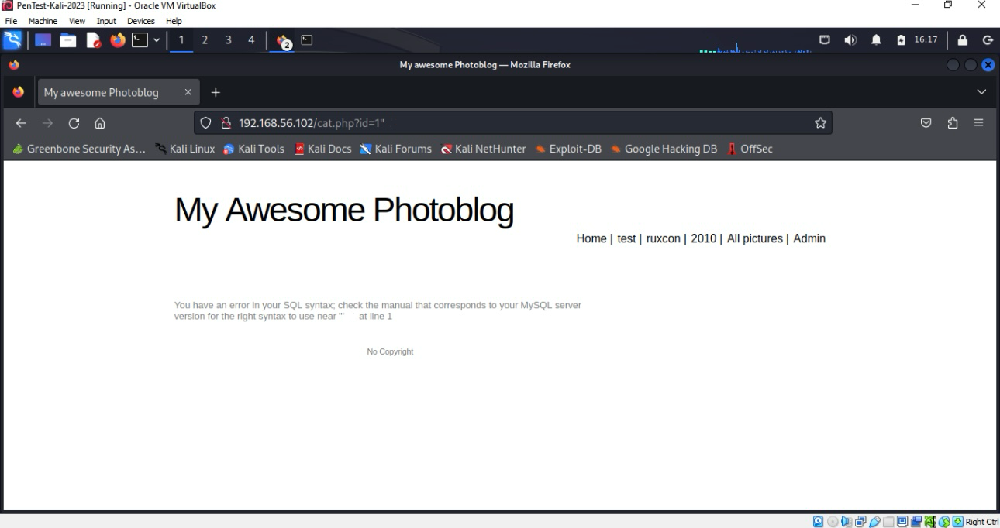 PenTest-Kali-2023 [Running] - Oracle VM VirtualBox
File Machine View Input Devices Help
1 2 3 4 2 16:17
My awesome Photoblog — Mozilla Firefox
My awesome Photoblog
192.168.56.102/cat.php?id=1"
Greenbone Security As... Kali Linux Kali Tools Kali Docs Kali Forums Kali NetHunter Exploit-DB Google Hacking DB OffSec
My Awesome Photoblog
Home | test | ruxcon | 2010 | All pictures | Admin
You have an error in your SQL syntax; check the manual that corresponds to your MySQL server
version for the right syntax to use near '"' at line 1
No Copyright
Right Ctrl